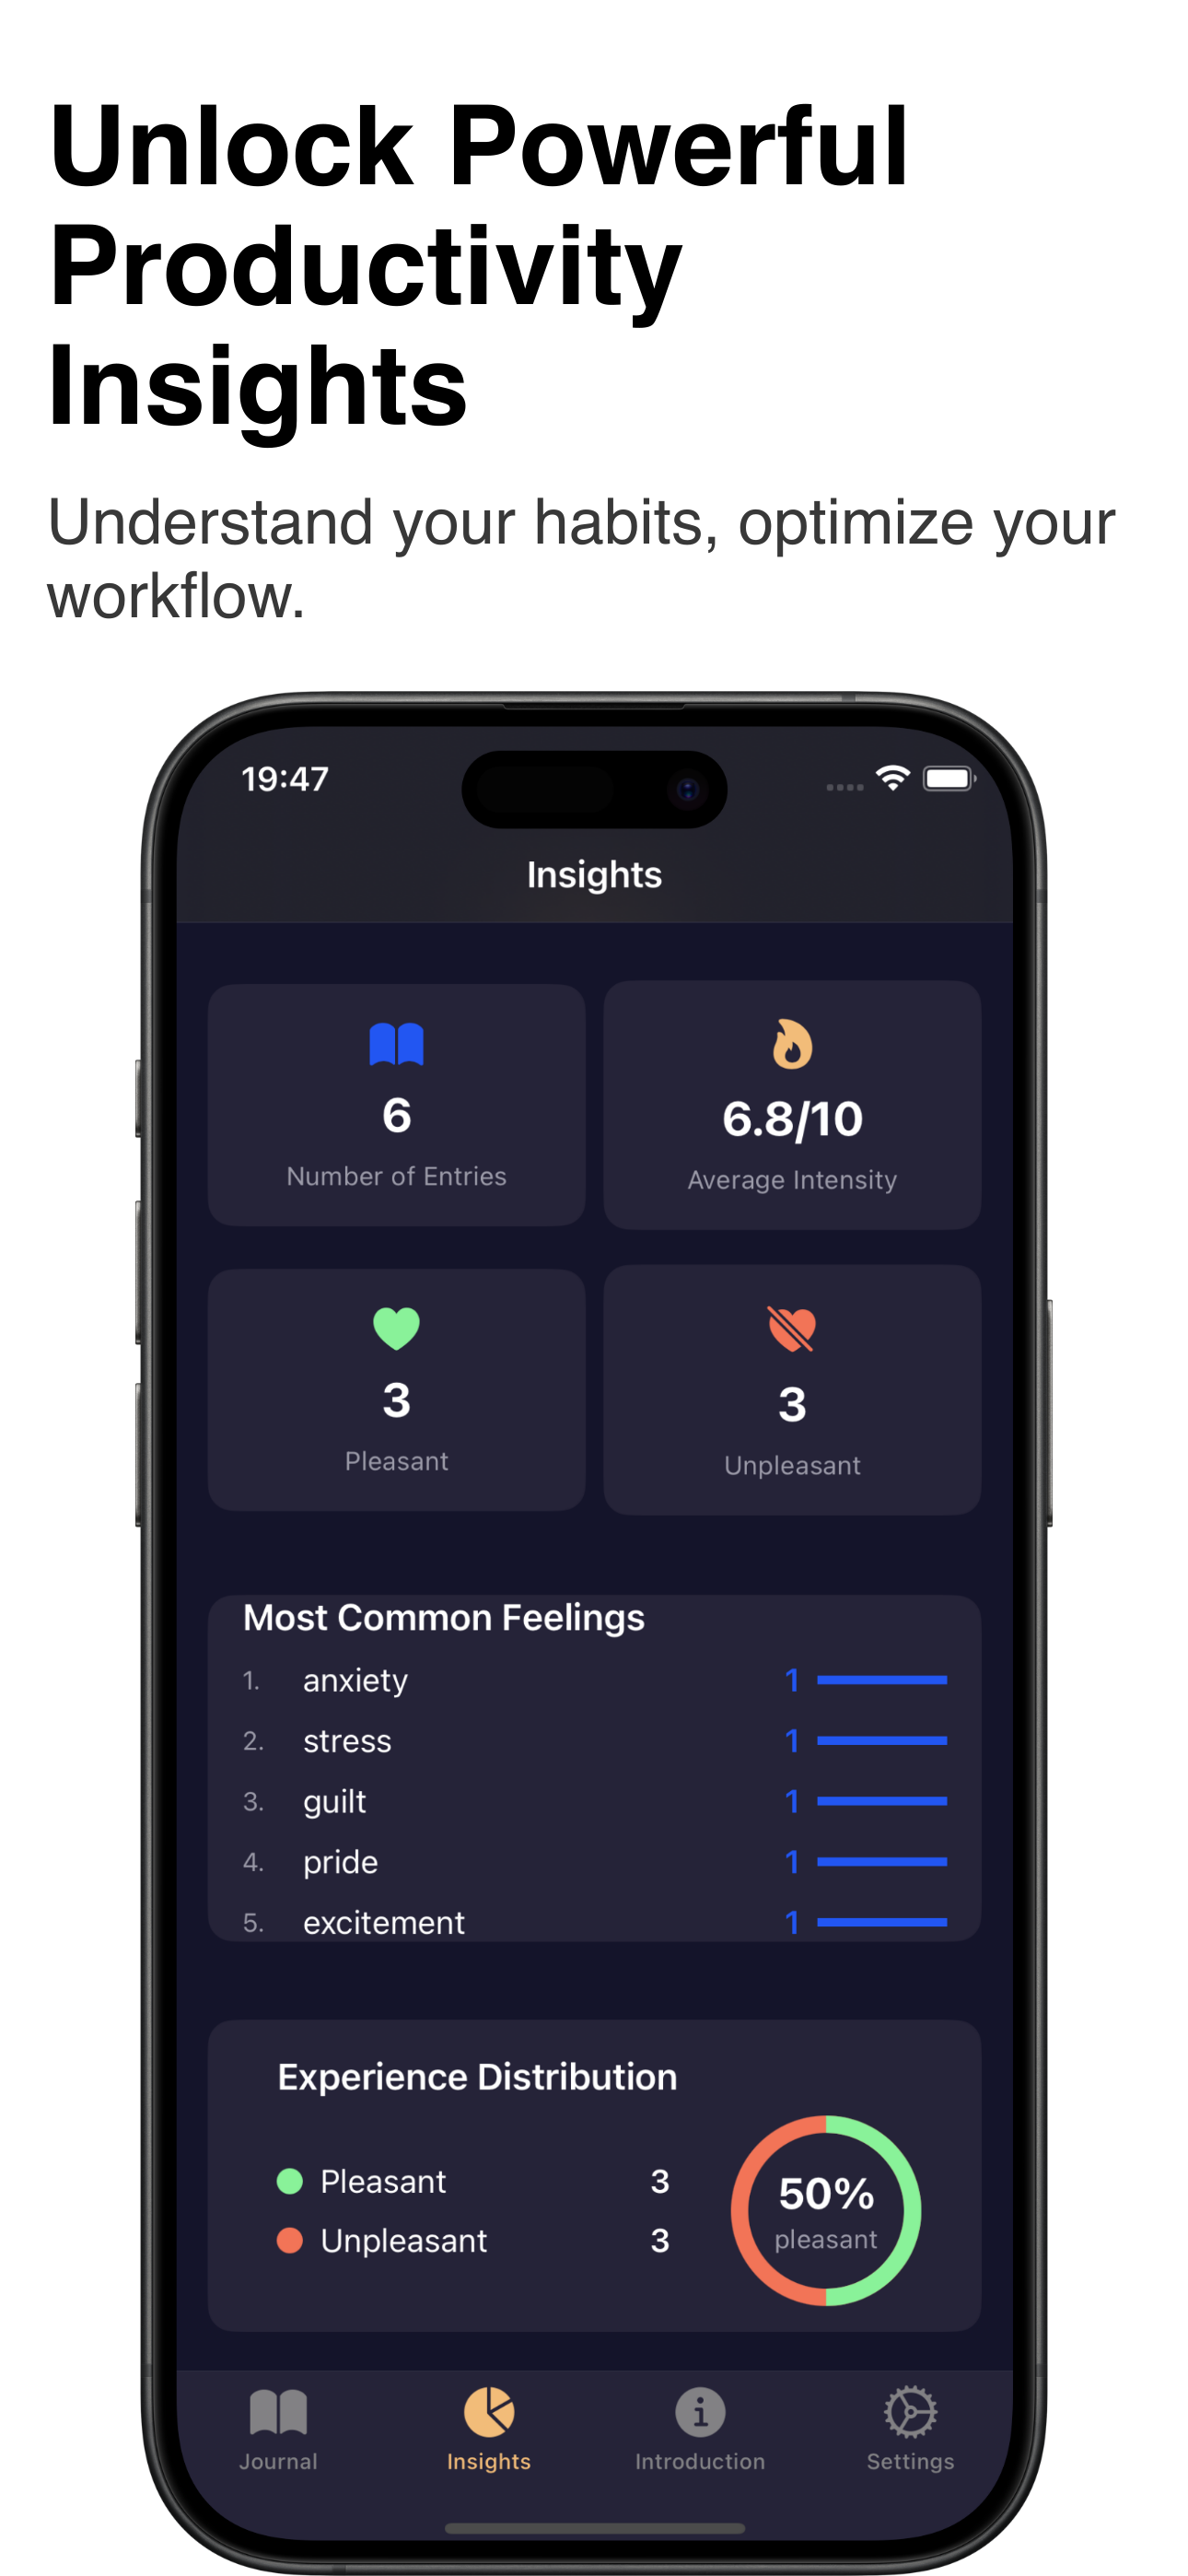 Unlock Powerful
Productivity
Insights
Understand your habits, optimize your
workflow.
19:47
Insights
6
Number of Entries
6.8/10
Average Intensity
3
Pleasant
3
Unpleasant
Most Common Feelings
1. anxiety 1
2. stress 1
3. guilt 1
4. pride 1
5. excitement 1
Experience Distribution
Pleasant 3
Unpleasant 3
50%
pleasant
Journal
Insights
Introduction
Settings